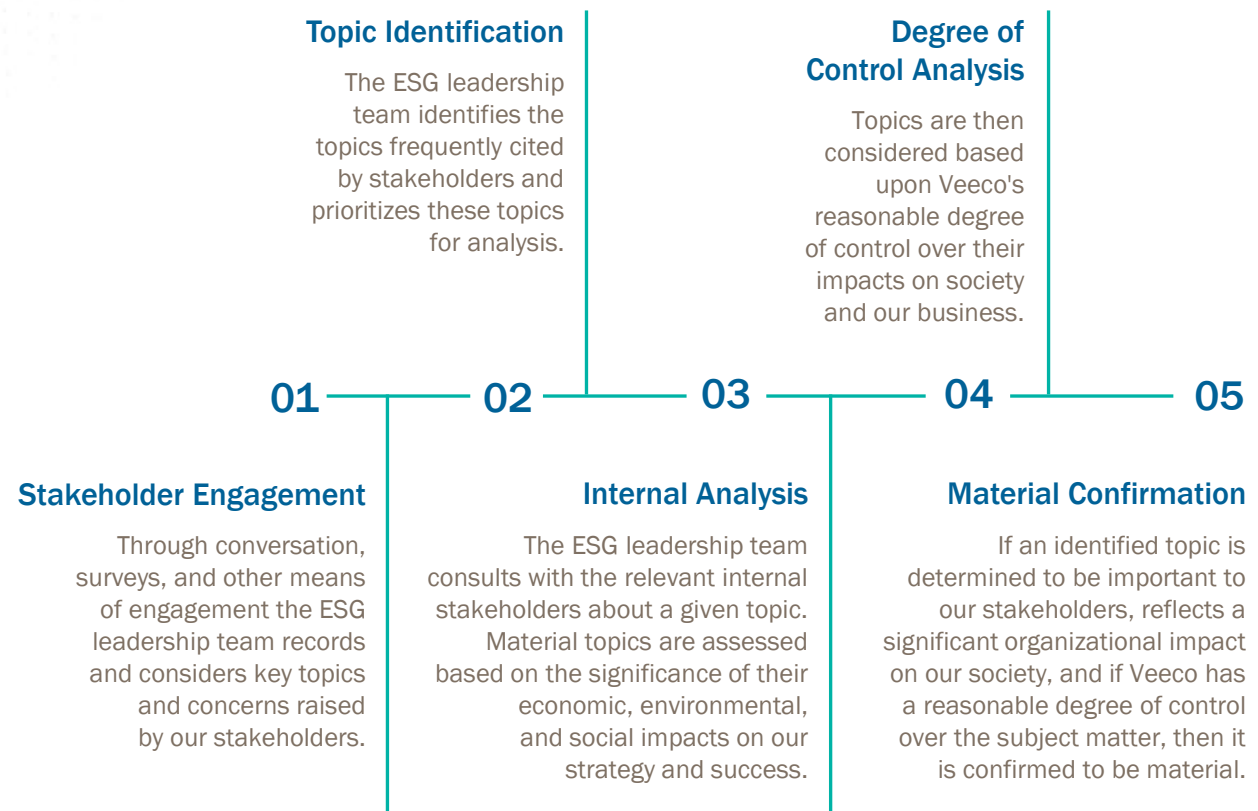 01
Stakeholder Engagement
Through conversation,
surveys, and other means
of engagement the ESG
leadership team records
and considers key topics
and concerns raised
by our stakeholders.
02
Topic Identification
The ESG leadership
team identifies the
topics frequently cited
by stakeholders and
prioritizes these topics
for analysis.
03
Internal Analysis
The ESG leadership team
consults with the relevant internal
stakeholders about a given topic.
Material topics are assessed
based on the significance of their
economic, environmental,
and social impacts on our
strategy and success.
04
Degree of
Control Analysis
Topics are then
considered based
upon Veeco's
reasonable degree
of control over their
impacts on society
and our business.
05
Material Confirmation
If an identified topic is
determined to be important to
our stakeholders, reflects a
significant organizational impact
on our society, and if Veeco has
a reasonable degree of control
over the subject matter, then it
is confirmed to be material.